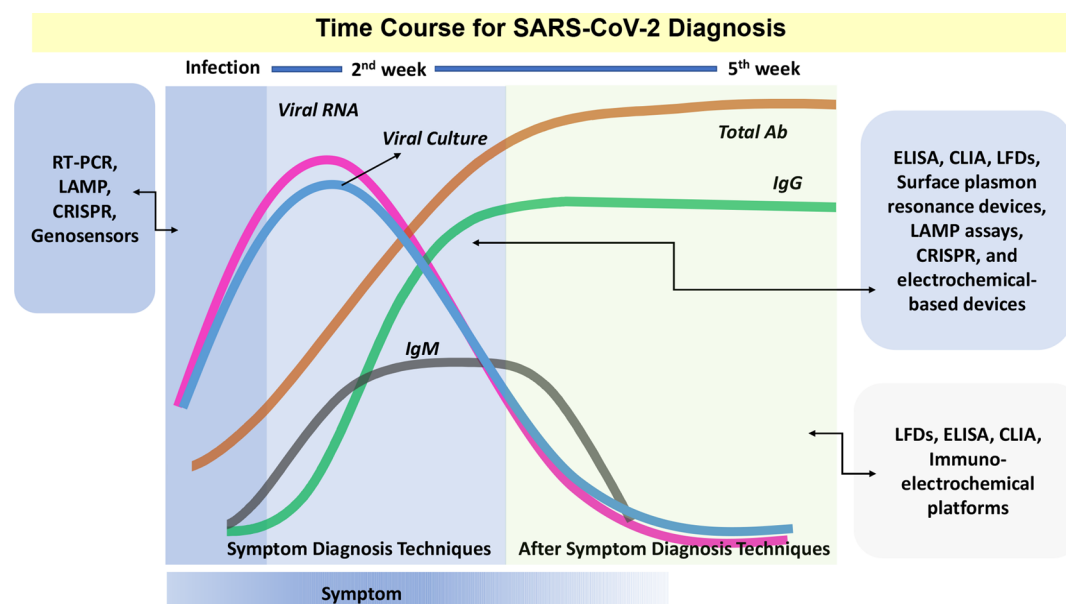 Time Course for SARS-CoV-2 Diagnosis
Infection
2nd week
5th week
Viral RNA
Viral Culture
Total Ab
IgG
IgM
RT-PCR,
LAMP,
CRISPR,
Genosensors
ELISA, CLIA, LFDs,
Surface plasmon
resonance devices,
LAMP assays,
CRISPR, and
electrochemical-
based devices
LFDs, ELISA, CLIA,
Immuno-
electrochemical
platforms
Symptom Diagnosis Techniques
After Symptom Diagnosis Techniques
Symptom